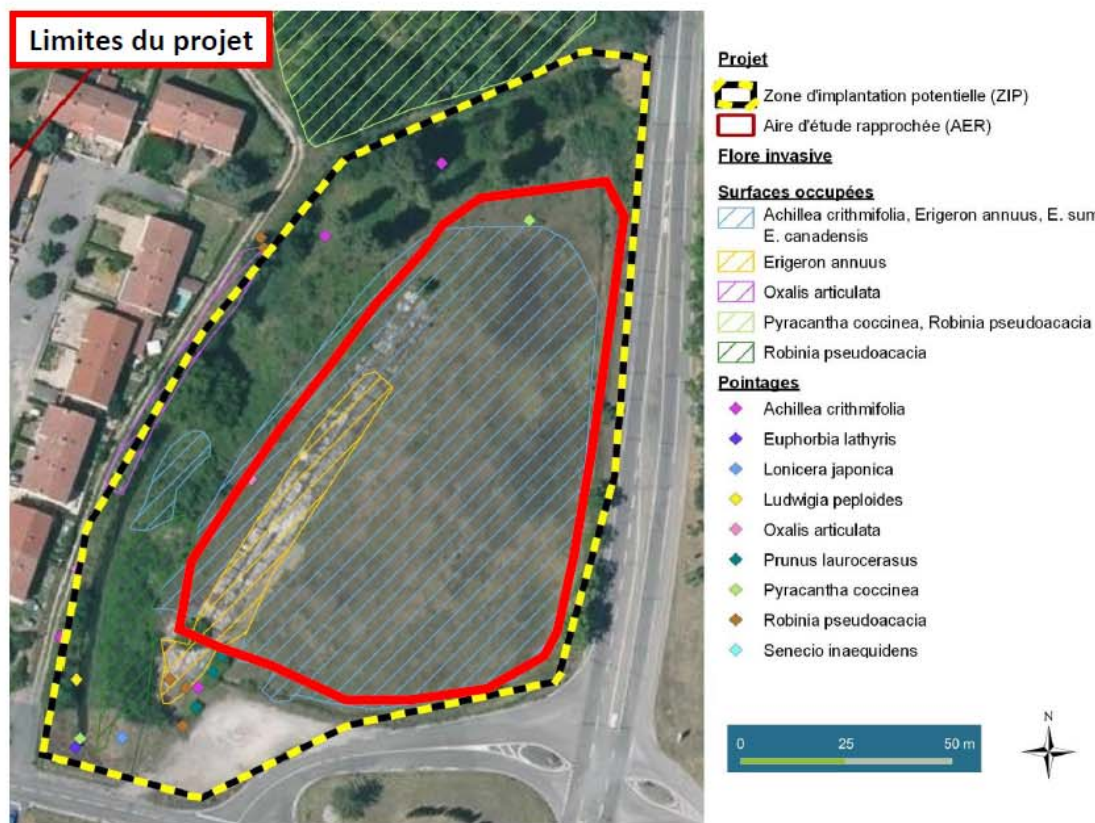 Limites du projet
Projet
Zone d'implantation potentielle (ZIP)
Aire d'étude rapprochée (AER)
Flore invasive
Surfaces occupées
Achillea crithmifolia, Erigeron annuus, E. sum
E. canadensis
Erigeron annuus
Oxalis articulata
Pyracantha coccinea, Robinia pseudoacacia
Robinia pseudoacacia
Pointages
Achillea crithmifolia
Euphorbia lathyris
Lonicera japonica
Ludwigia peploides
Oxalis articulata
Prunus laurocerasus
Pyracantha coccinea
Robinia pseudoacacia
Senecio inaequidens
0 25 50 m
N